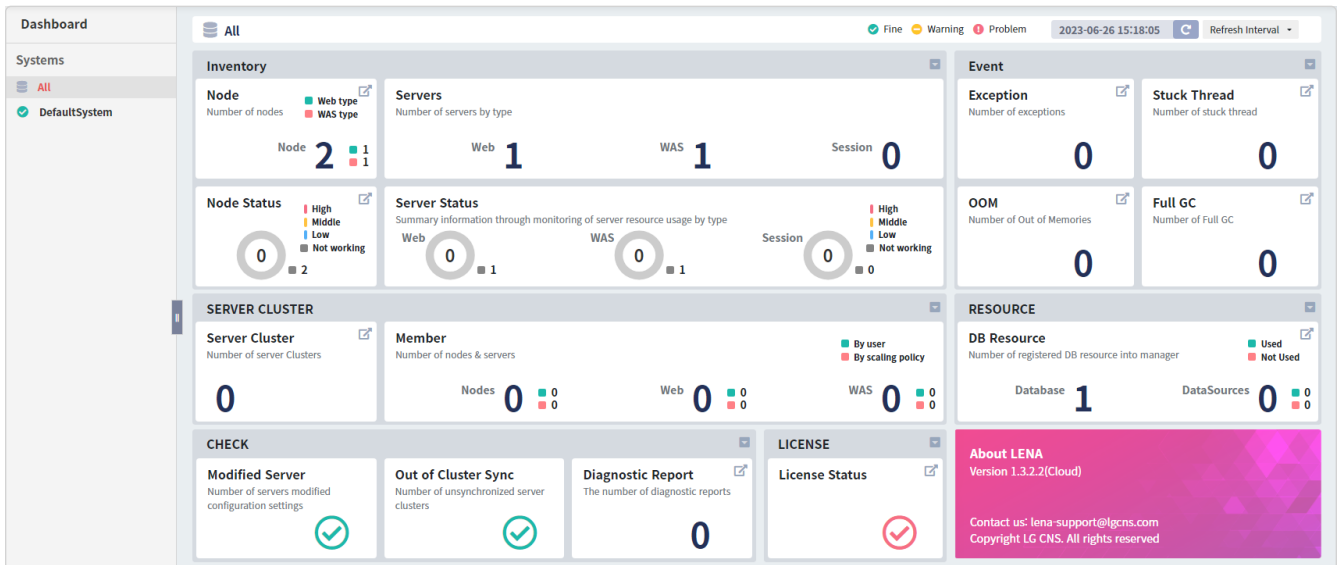 Dashboard
Systems
All
DefaultSystem
All
Fine
Warning
Problem
2023-06-26 15:18:05
Refresh Interval
Inventory
Node
Number of nodes
Web type
WAS type
Node 2
1
1
Servers
Number of servers by type
Web 1
WAS 1
Session 0
Node Status
High
Middle
Low
Not working
0
2
Server Status
Summary information through monitoring of server resource usage by type
High
Middle
Low
Not working
Web
0
1
WAS
0
1
Session
0
0
Event
Exception
Number of exceptions
0
Stuck Thread
Number of stuck thread
0
OOM
Number of Out of Memories
0
Full GC
Number of Full GC
0
SERVER CLUSTER
Server Cluster
Number of server Clusters
0
Member
Number of nodes & servers
By user
By scaling policy
Nodes 0
0
0
Web 0
0
0
WAS 0
0
0
RESOURCE
DB Resource
Number of registered DB resource into manager
Used
Not Used
Database 1
DataSources 0
0
0
CHECK
Modified Server
Number of servers modified
configuration settings
Out of Cluster Sync
Number of unsynchronized server
clusters
Diagnostic Report
The number of diagnostic reports
0
LICENSE
License Status
About LENA
Version 1.3.2.2(Cloud)
Contact us: lena-support@lgcns.com
Copyright LG CNS. All rights reserved